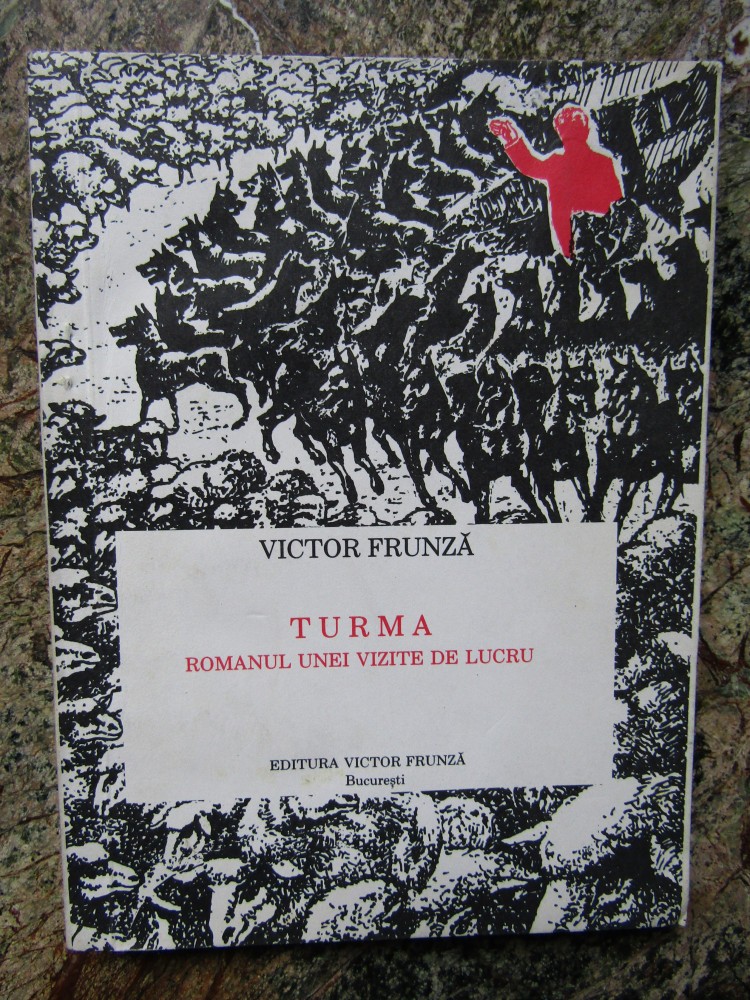 VICTOR FRUNZĂ
TURMA
ROMANUL UNEI VIZITE DE LUCRU
EDITURA VICTOR FRUNZĂ
București